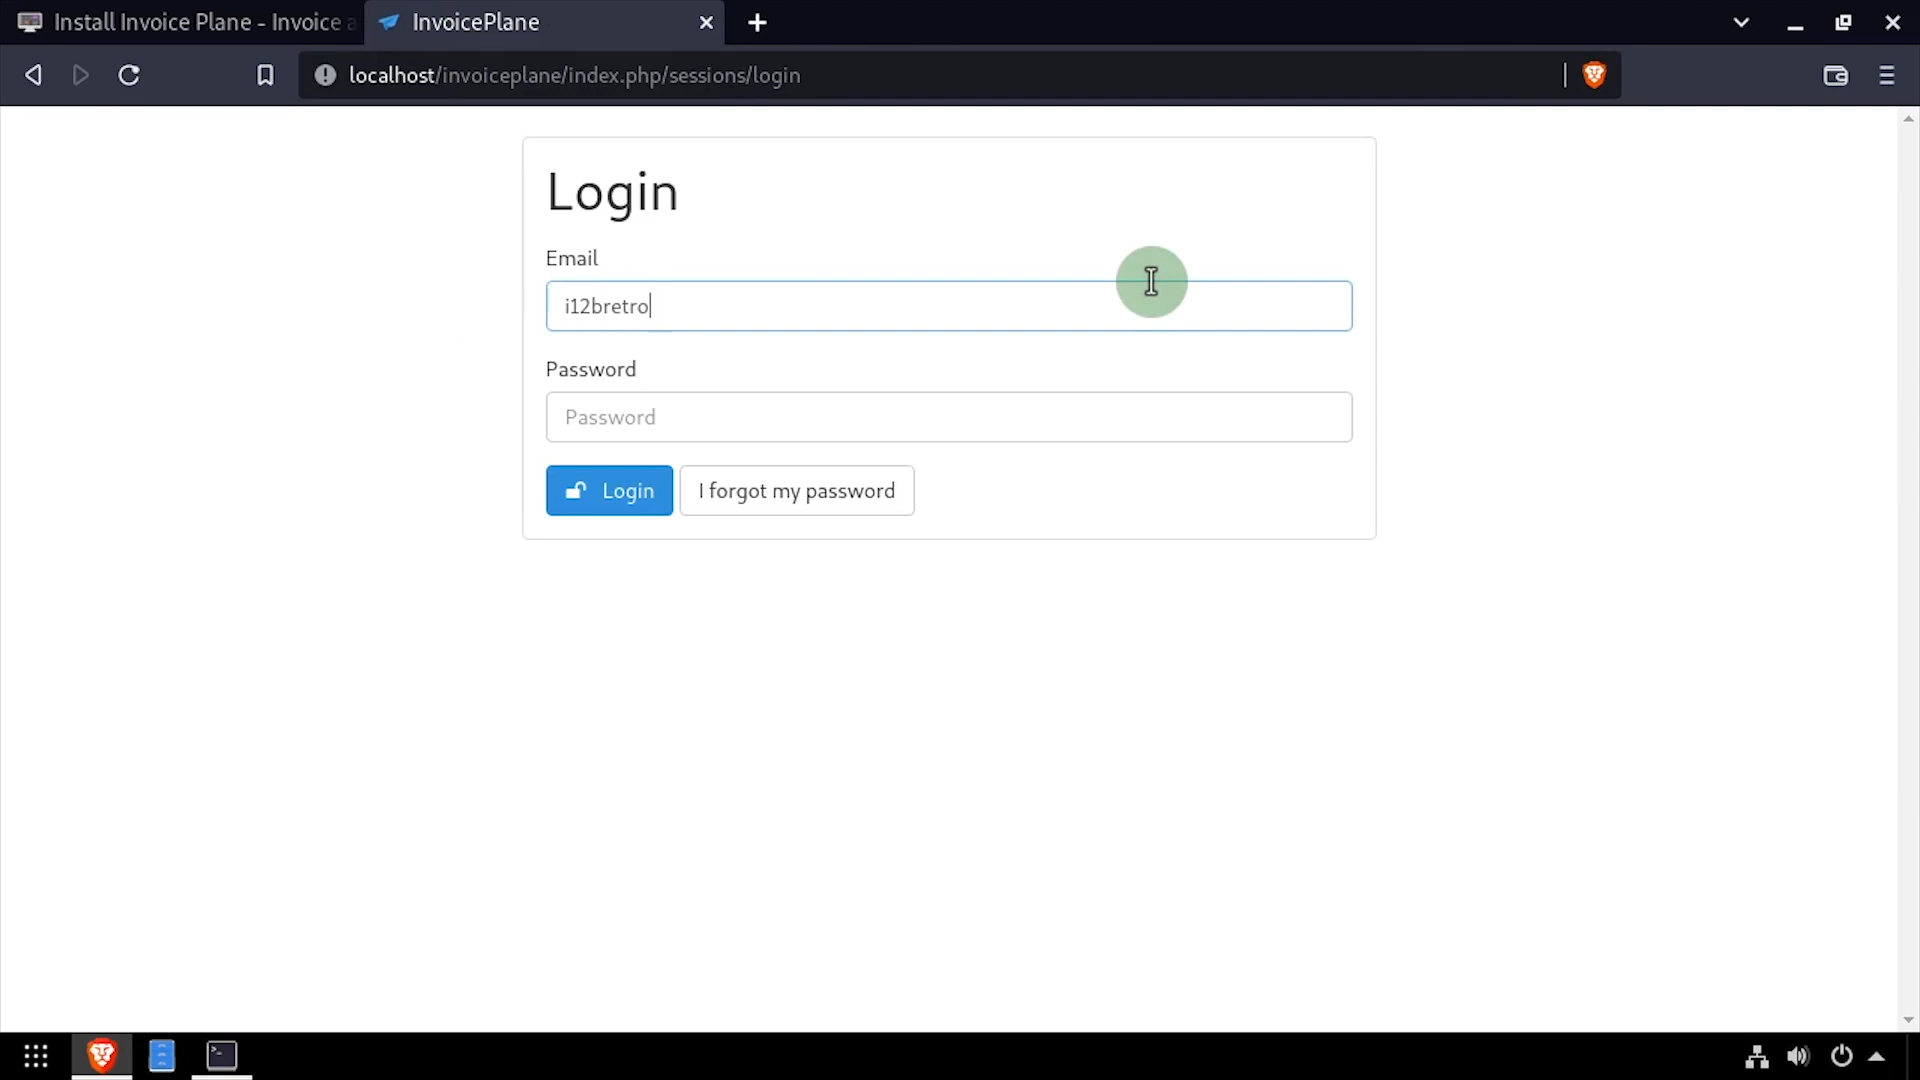 Install Invoice Plane - Invoice a
InvoicePlane
localhost/invoiceplane/index.php/sessions/login
Login
Email
i12bretro
Password
Password
Login
I forgot my password